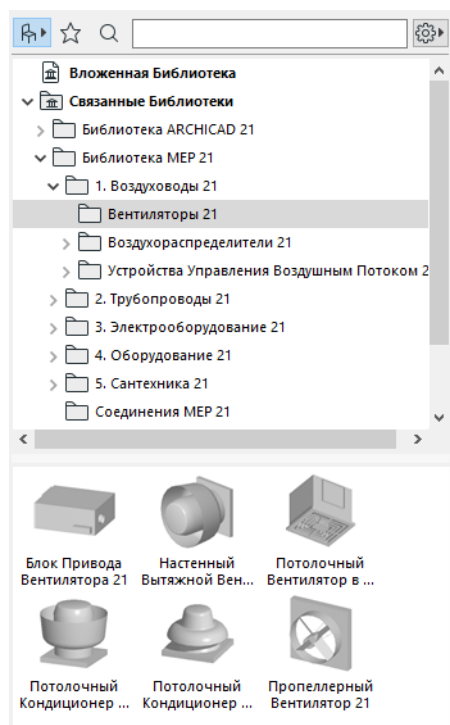 Вложенная Библиотека
Связанные Библиотеки
Библиотека ARCHICAD 21
Библиотека MEP 21
1. Воздуховоды 21
Вентиляторы 21
Воздухораспределители 21
Устройства Управления Воздушным Потоком 2
2. Трубопроводы 21
3. Электрооборудование 21
4. Оборудование 21
5. Сантехника 21
Соединения MEP 21
Блок Привода
Вентилятора 21
Настенный
Вытяжной Вен...
Потолочный
Вентилятор в ...
Потолочный
Кондиционер ...
Потолочный
Кондиционер ...
Пропеллерный
Вентилятор 21